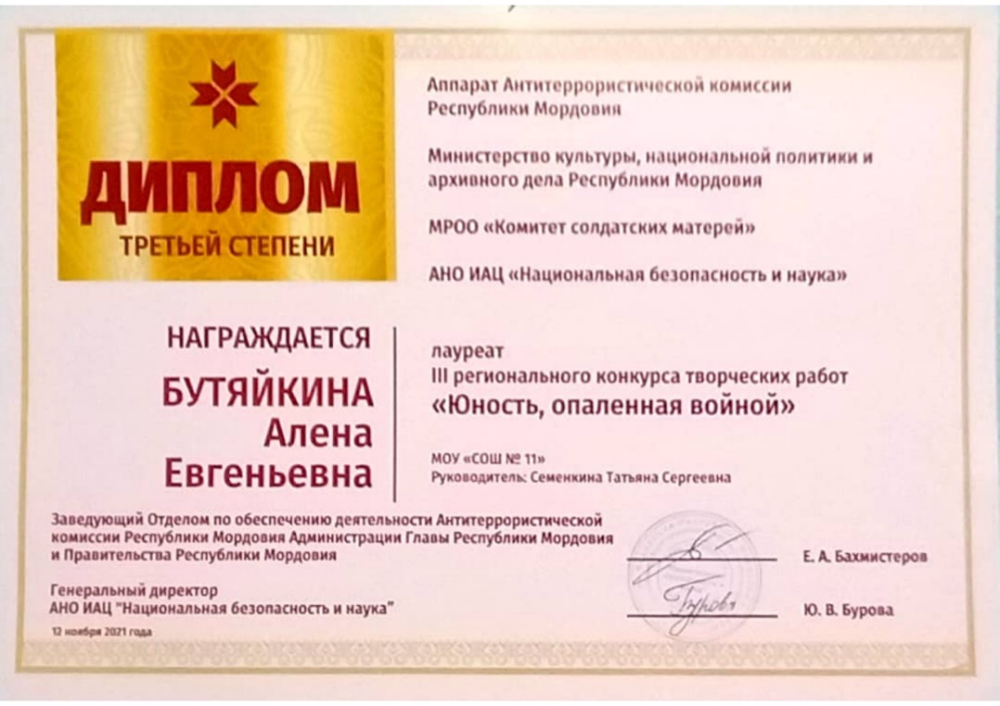 ДИПЛОМ
ТРЕТЬЕЙ СТЕПЕНИ
Аппарат Антитеррористической комиссии
Республики Мордовия
Министерство культуры, национальной политики и
архивного дела Республики Мордовия
МРОО «Комитет солдатских матерей»
АНО ИАЦ «Национальная безопасность и наука»
НАГРАЖДАЕТСЯ
БУТЯЙКИНА
Алена
Евгеньевна
лауреат
III регионального конкурса творческих работ
«Юность, опаленная войной»
МОУ «СОШ № 11»
Руководитель: Семенкина Татьяна Сергеевна
Заведующий Отделом по обеспечению деятельности Антитеррористической
комиссии Республики Мордовия Администрации Главы Республики Мордовия
и Правительства Республики Мордовия
Е. А. Бахмистеров
Генеральный директор
АНО ИАЦ "Национальная безопасность и наука"
Ю. В. Бурова
12 ноября 2021 года